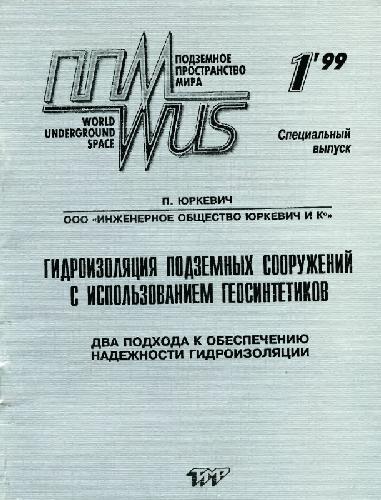 ППМ
ПОДЗЕМНОЕ
ПРОСТРАНСТВО
МИРА
1'99
WORLD
UNDERGROUND
SPACE
WUS
Специальный
выпуск
П. ЮРКЕВИЧ
ООО «ИНЖЕНЕРНОЕ ОБЩЕСТВО ЮРКЕВИЧ И К°»
ГИДРОИЗОЛЯЦИЯ ПОДЗЕМНЫХ СООРУЖЕНИЙ
С ИСПОЛЬЗОВАНИЕМ ГЕОСИНТЕТИКОВ
ДВА ПОДХОДА К ОБЕСПЕЧЕНИЮ
НАДЕЖНОСТИ ГИДРОИЗОЛЯЦИИ